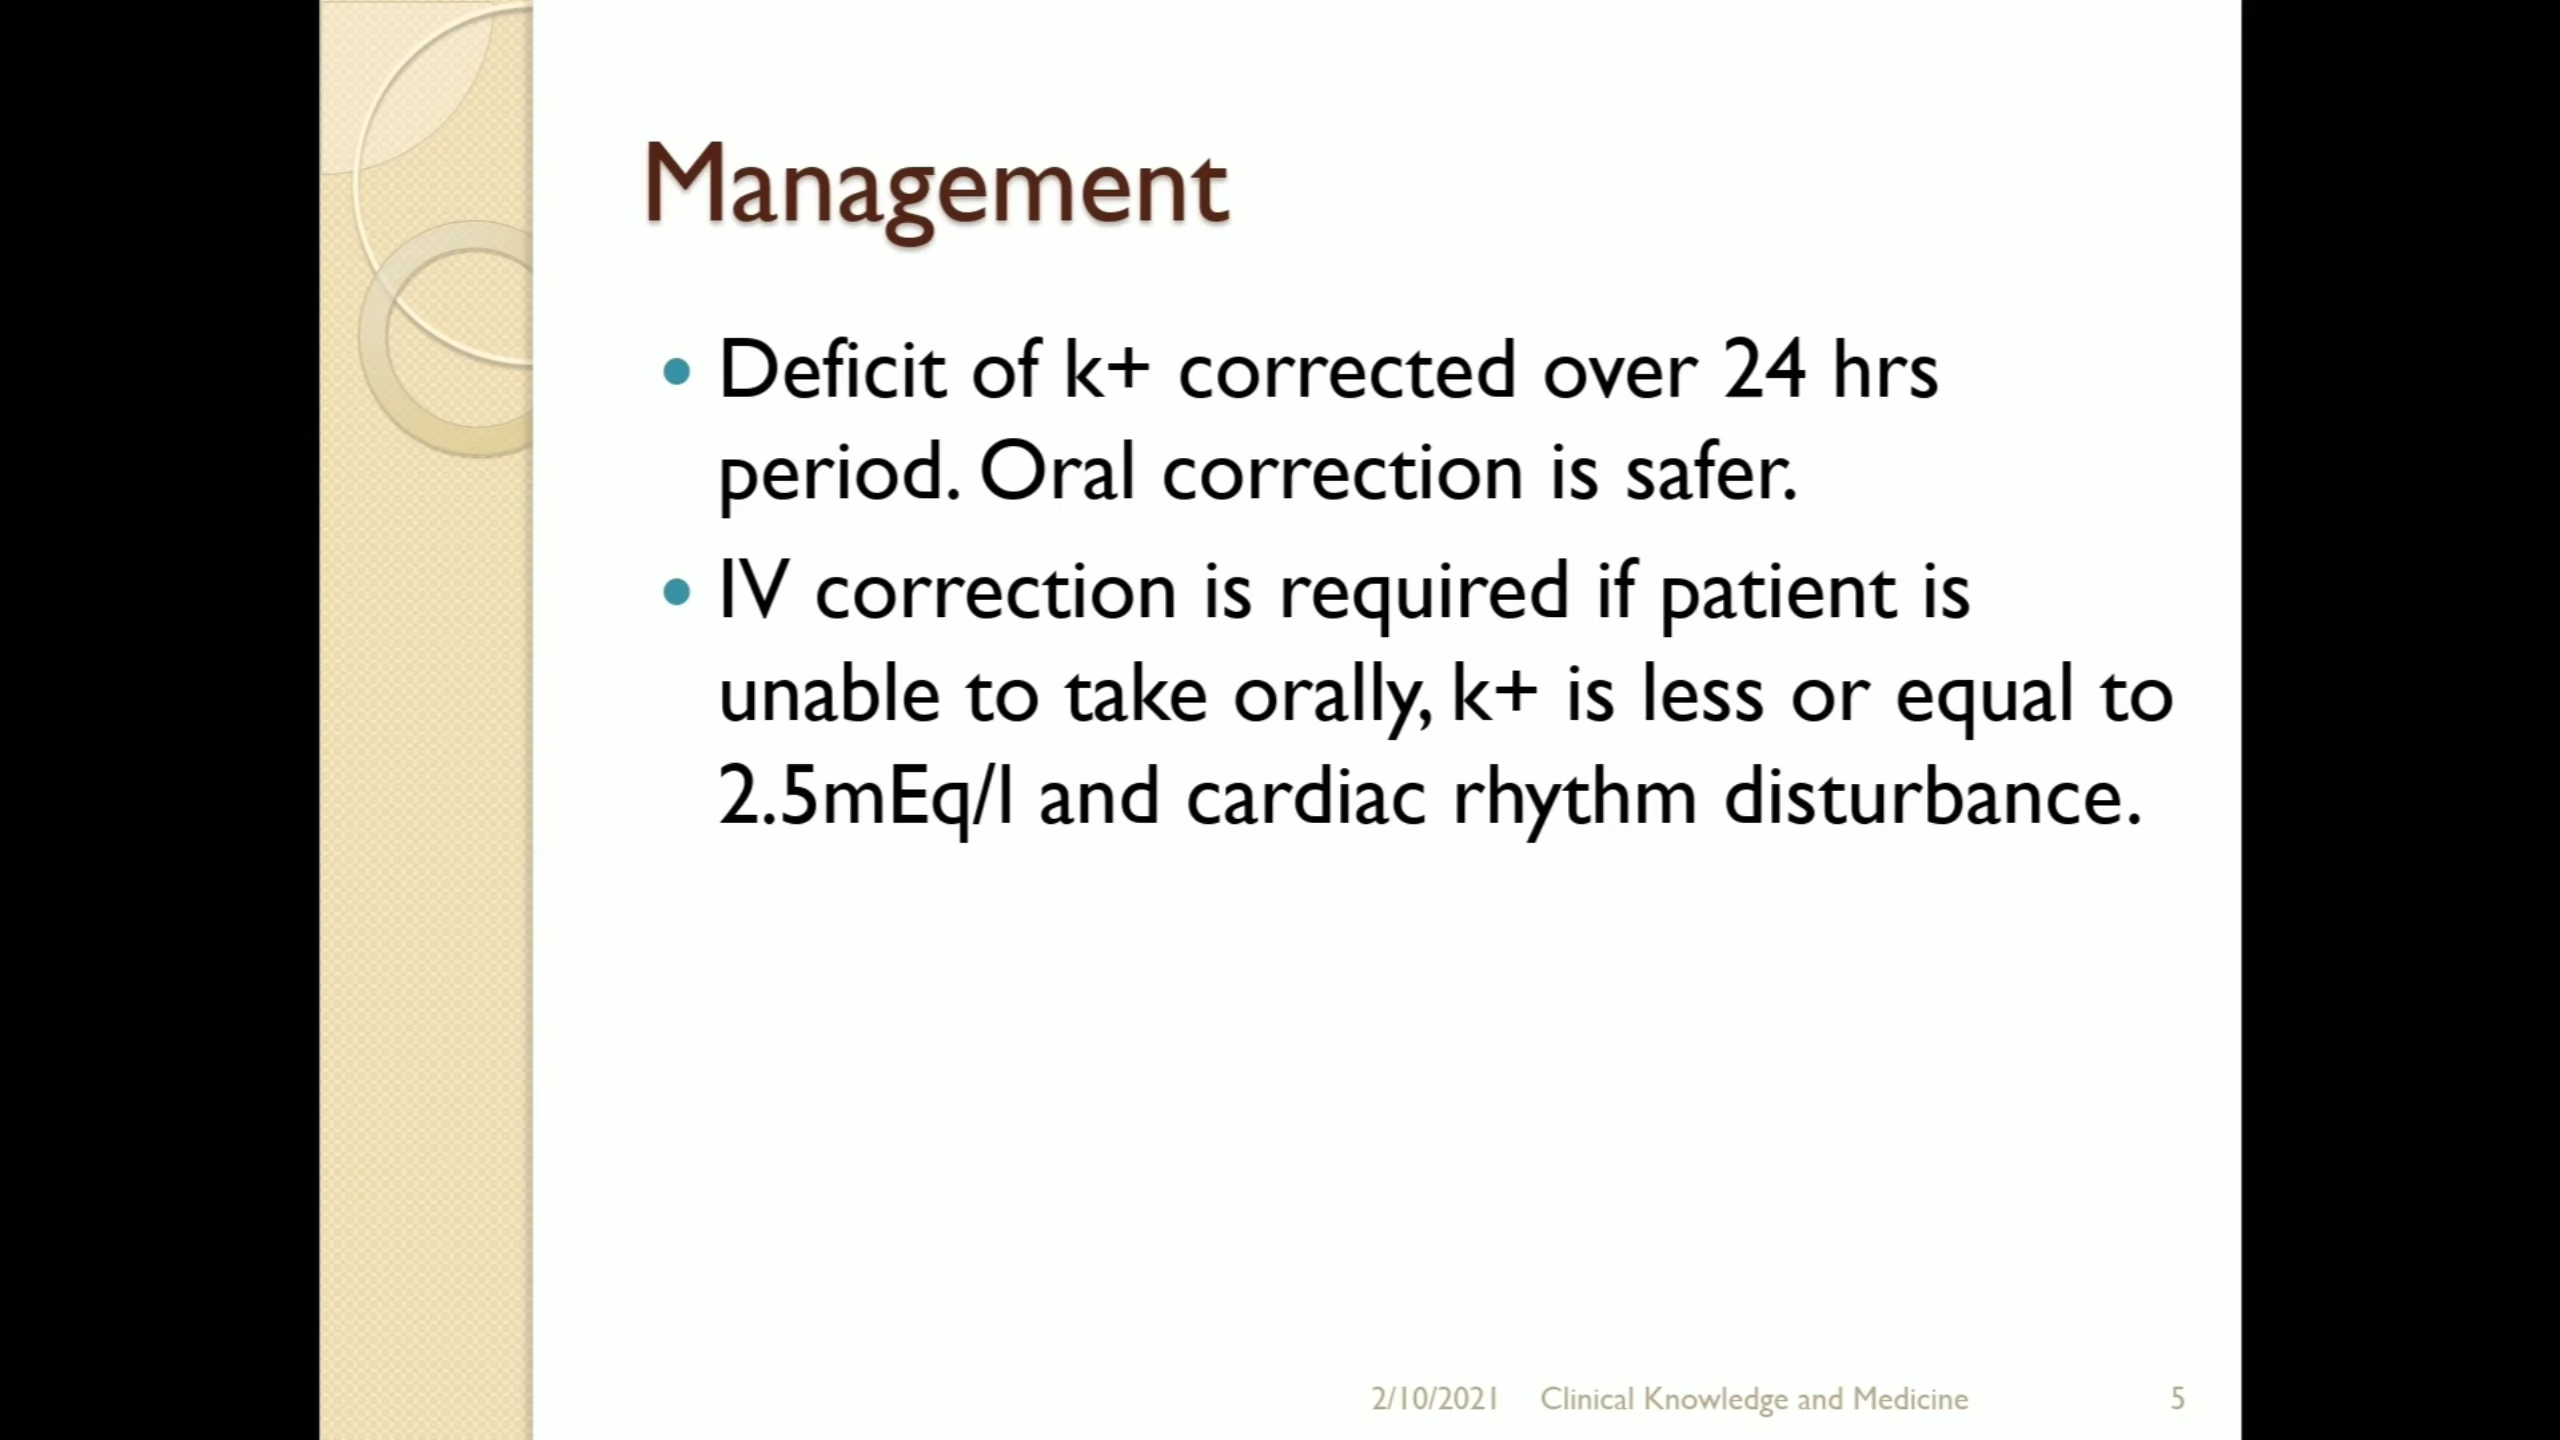 Management
• Deficit of k+ corrected over 24 hrs
period. Oral correction is safer.
• IV correction is required if patient is
unable to take orally, k+ is less or equal to
2.5mEq/l and cardiac rhythm disturbance.
2/10/2021 Clinical Knowledge and Medicine 5